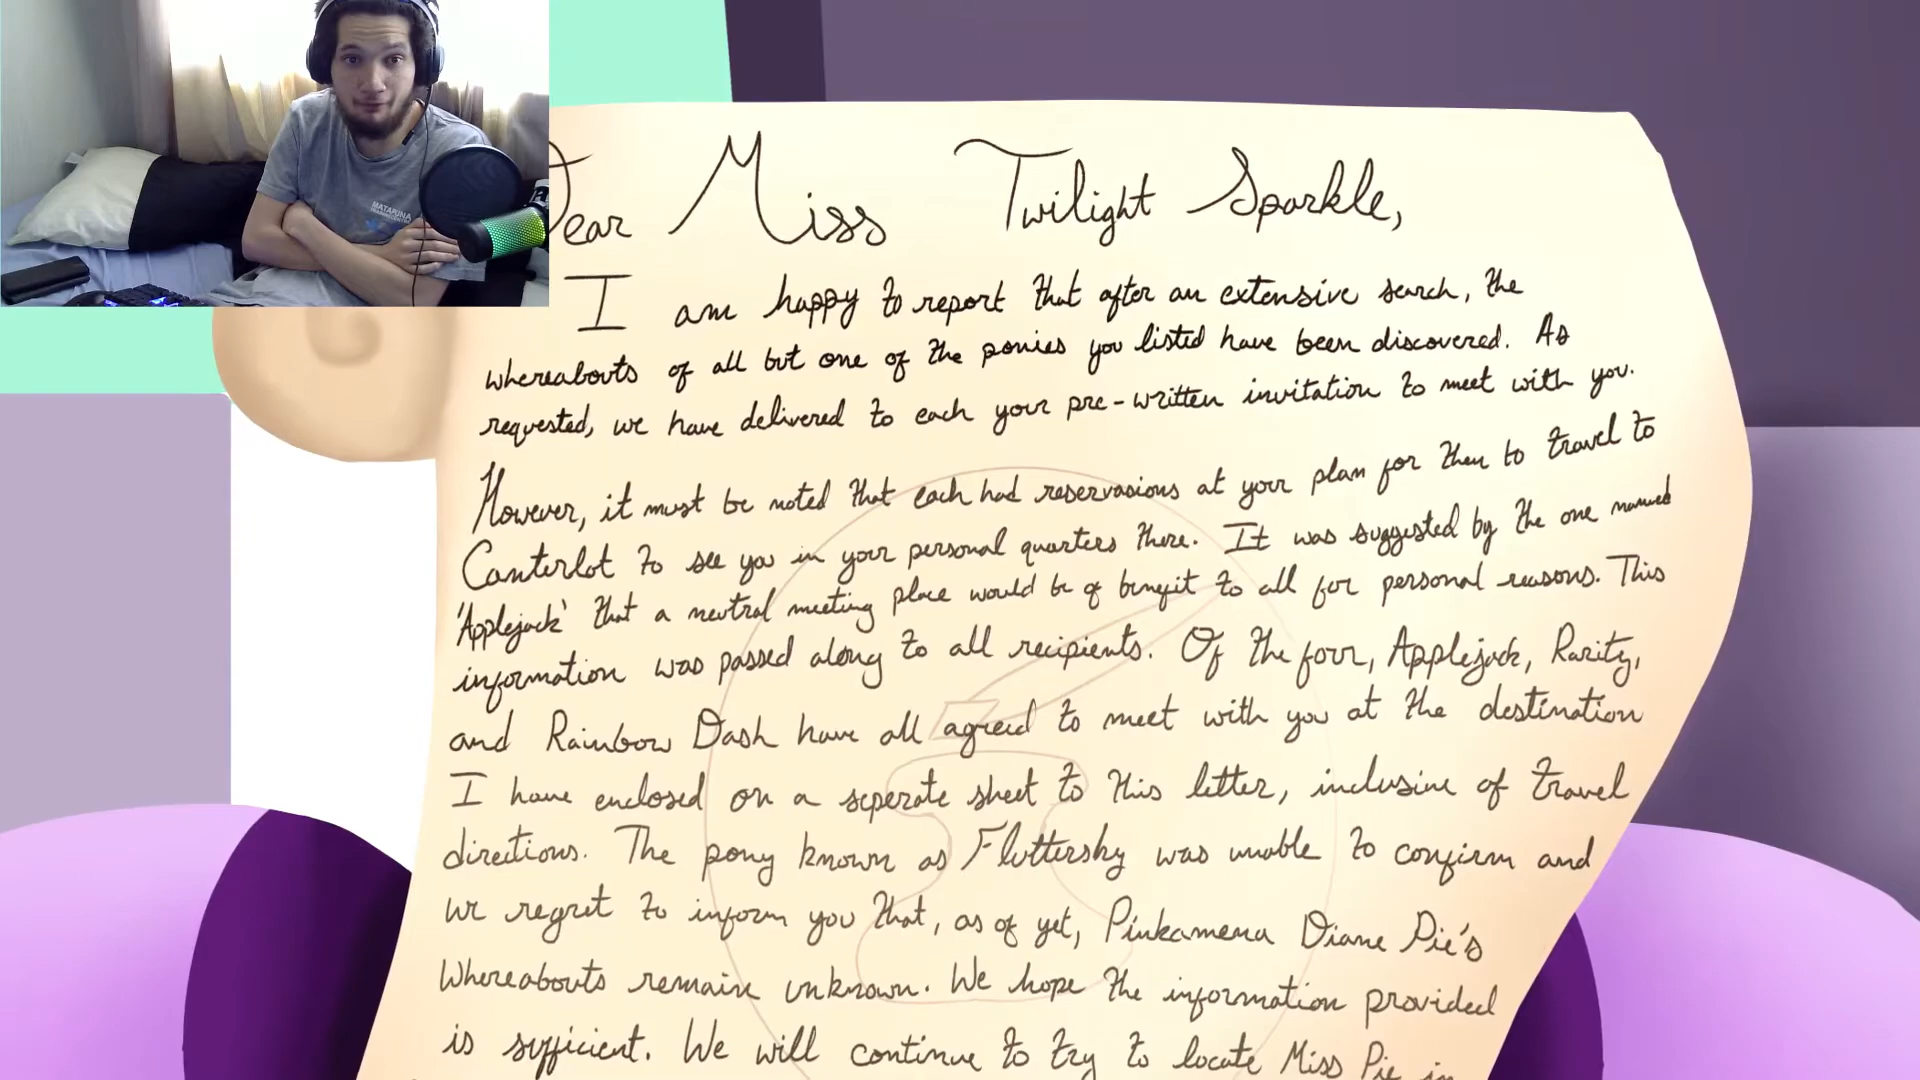 MATAPUNA
Dear Miss Twilight Sparkle,
I am happy to report that after an extensive search, the
whereabouts of all but one of the ponies you listed have been discovered. As
requested, we have delivered to each your pre-written invitation to meet with you.
However, it must be noted that each had reservasions at your plan for them to travel to
Canterlot to see you in your personal quarters there. It was suggested by the one named
'Applejack' that a neutral meeting place would be of benefit to all for personal reasons. This
information was passed along to all recipients. Of the four, Applejack, Rarity,
and Rainbow Dash have all agreed to meet with you at the destination
I have enclosed on a seperate sheet to this letter, inclusive of travel
directions. The pony known as Fluttershy was unable to confirm and
we regret to inform you that, as of yet, Pinkamena Diane Pie's
whereabouts remain unknown. We hope the information provided
is sufficient. We will continue to try to locate Miss Pie in